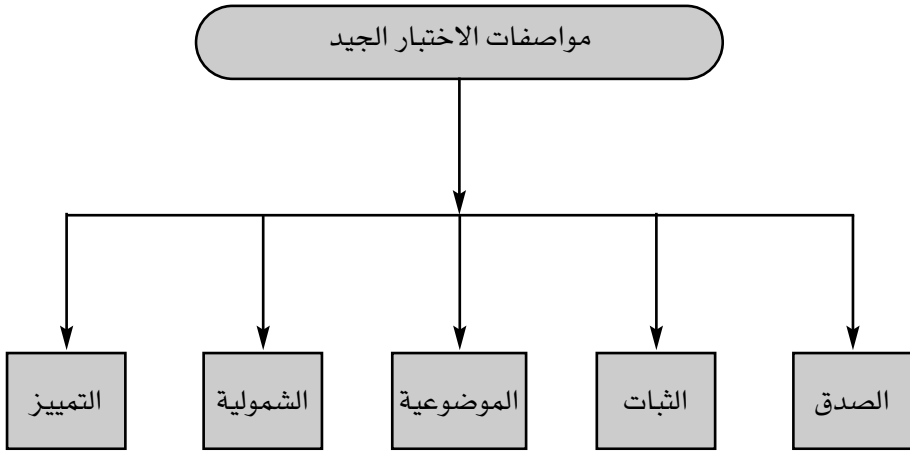 مواصفات الاختبار الجيد
الصدق
الثبات
الموضوعية
الشمولية
التمييز